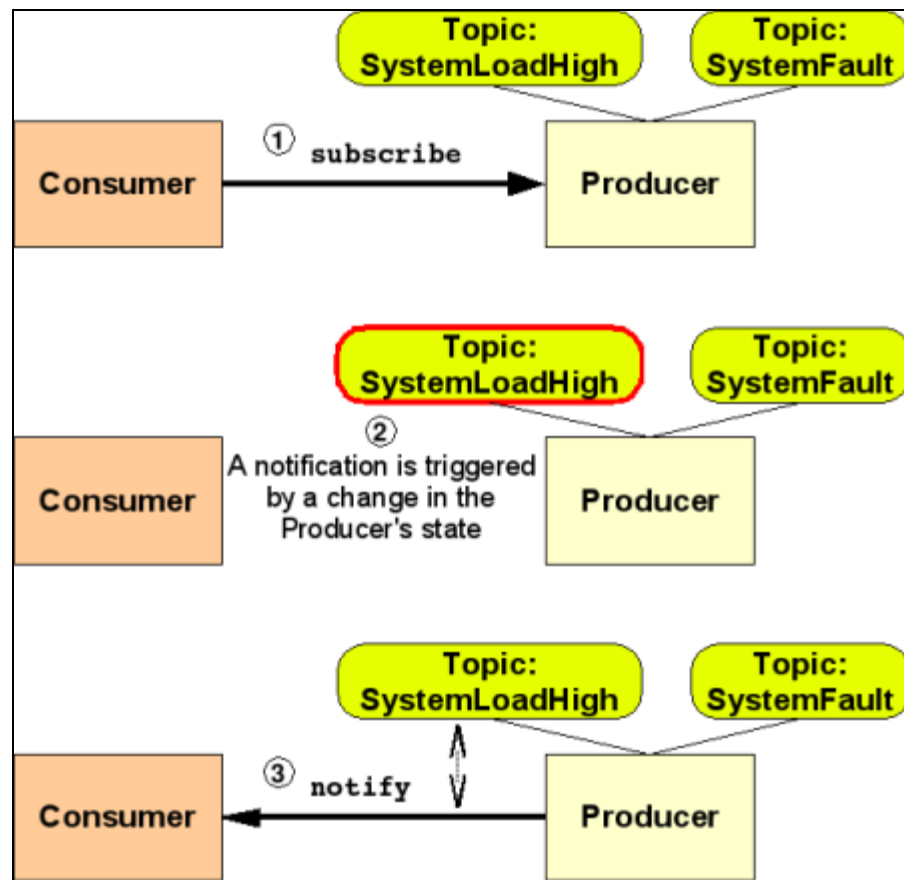 Topic:
SystemLoadHigh
Topic:
SystemFault
① subscribe
Consumer
Producer
Topic:
SystemLoadHigh
Topic:
SystemFault
②
A notification is triggered
by a change in the
Producer's state
Consumer
Producer
Topic:
SystemLoadHigh
Topic:
SystemFault
③ notify
Consumer
Producer